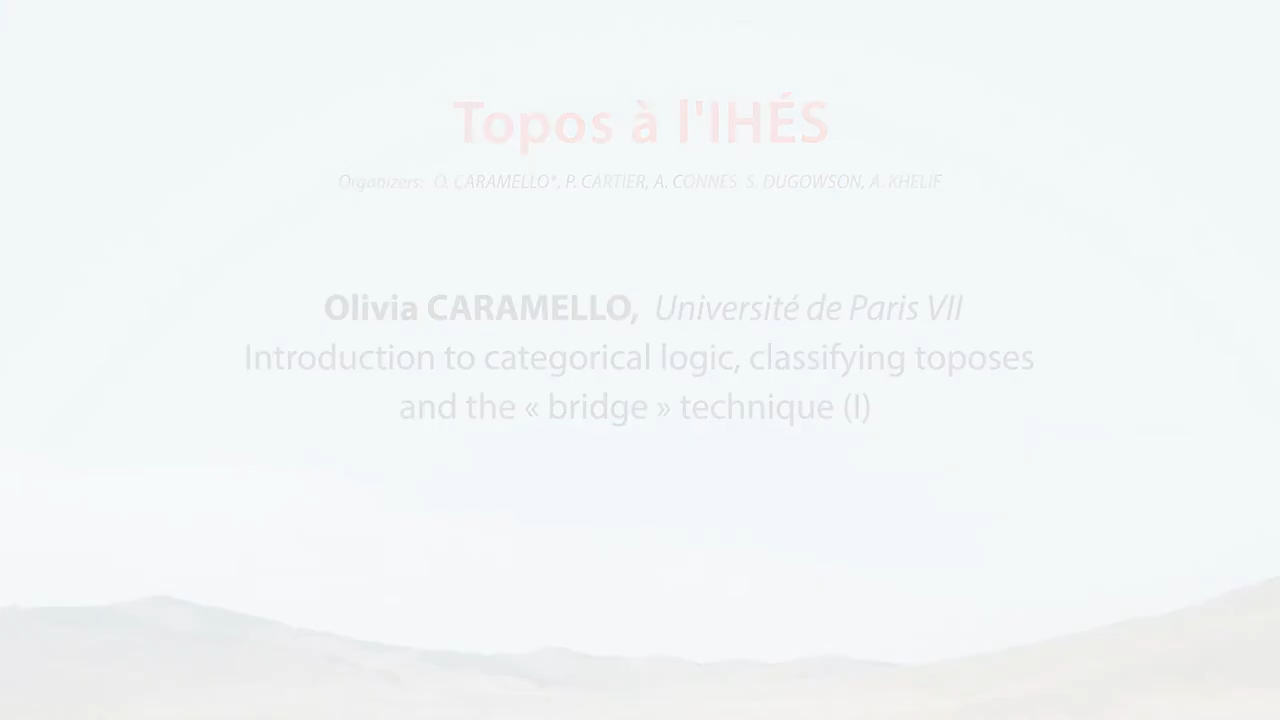 Topos à l'IHÉS
Organizers: O. CARAMELLO*, P. CARTIER, A. CONNES, S. DUGOWSON, A. KHELIF
Olivia CARAMELLO, Université de Paris VII
Introduction to categorical logic, classifying toposes
and the « bridge » technique (I)